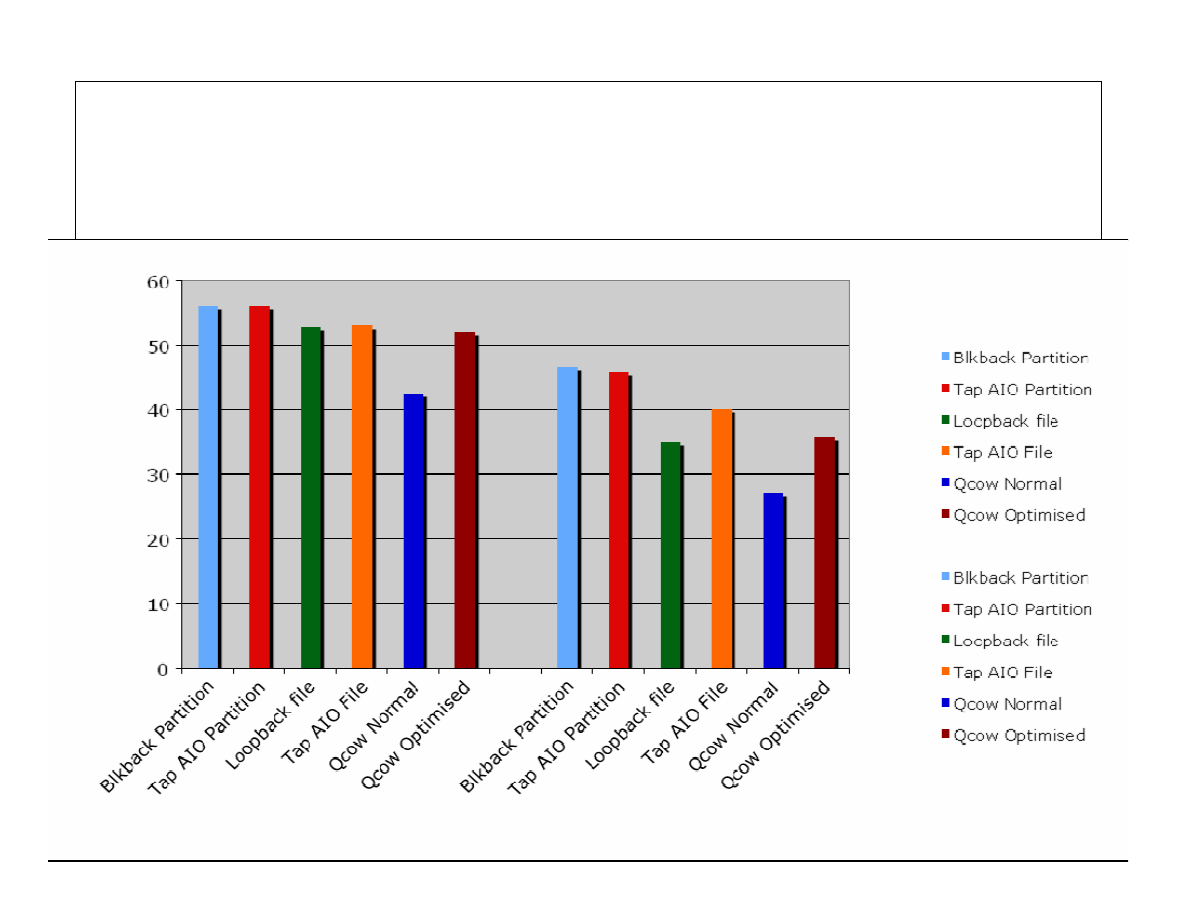 60
50
40
30
20
10
0
Blkback Partition
Tap AIO Partition
Loopback file
Tap AIO File
Qcow Normal
Qcow Optimised
Blkback Partition
Tap AIO Partition
Loopback file
Tap AIO File
Qcow Normal
Qcow Optimised
Blkback Partition
Tap AIO Partition
Loopback file
Tap AIO File
Qcow Normal
Qcow Optimised
Blkback Partition
Tap AIO Partition
Loopback file
Tap AIO File
Qcow Normal
Qcow Optimised